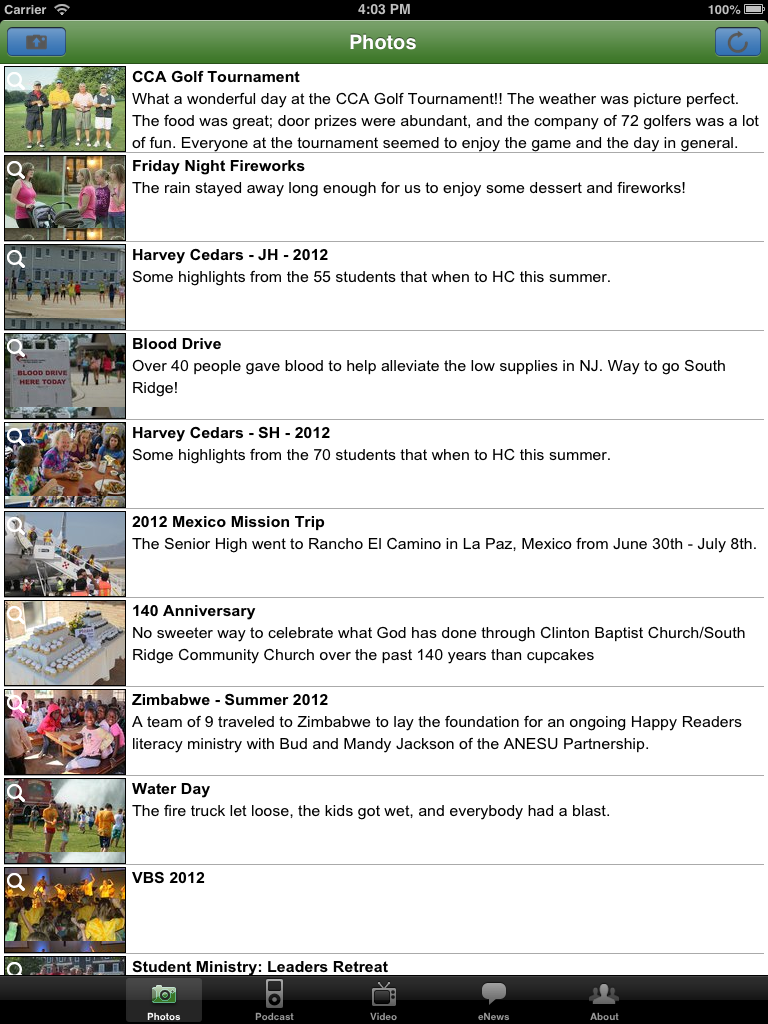 Carrier 4:03 PM 100%
Photos
CCA Golf Tournament
What a wonderful day at the CCA Golf Tournament!! The weather was picture perfect.
The food was great; door prizes were abundant, and the company of 72 golfers was a lot
of fun. Everyone at the tournament seemed to enjoy the game and the day in general.
Friday Night Fireworks
The rain stayed away long enough for us to enjoy some dessert and fireworks!
Harvey Cedars - JH - 2012
Some highlights from the 55 students that when to HC this summer.
BLOOD DRIVE
HERE TODAY
Blood Drive
Over 40 people gave blood to help alleviate the low supplies in NJ. Way to go South
Ridge!
Harvey Cedars - SH - 2012
Some highlights from the 70 students that when to HC this summer.
2012 Mexico Mission Trip
The Senior High went to Rancho El Camino in La Paz, Mexico from June 30th - July 8th.
140 Anniversary
No sweeter way to celebrate what God has done through Clinton Baptist Church/South
Ridge Community Church over the past 140 years than cupcakes
Zimbabwe - Summer 2012
A team of 9 traveled to Zimbabwe to lay the foundation for an ongoing Happy Readers
literacy ministry with Bud and Mandy Jackson of the ANESU Partnership.
Water Day
The fire truck let loose, the kids got wet, and everybody had a blast.
VBS 2012
Student Ministry: Leaders Retreat
Photos Podcast Video eNews About